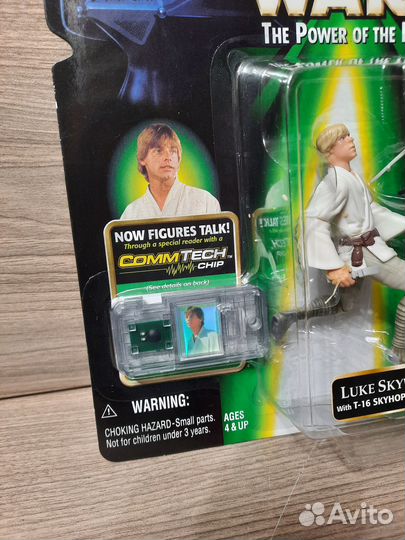 WAR
THE POWER OF THE
NOW FIGURES TALK!
Through a special reader with a
COMMTECH™
CHIP
(See details on back)
LUKE SKY
With T-16 SKYHOP
WARNING:
CHOKING HAZARD-Small parts.
Not for children under 3 years.
AGES
4 & UP
Avito